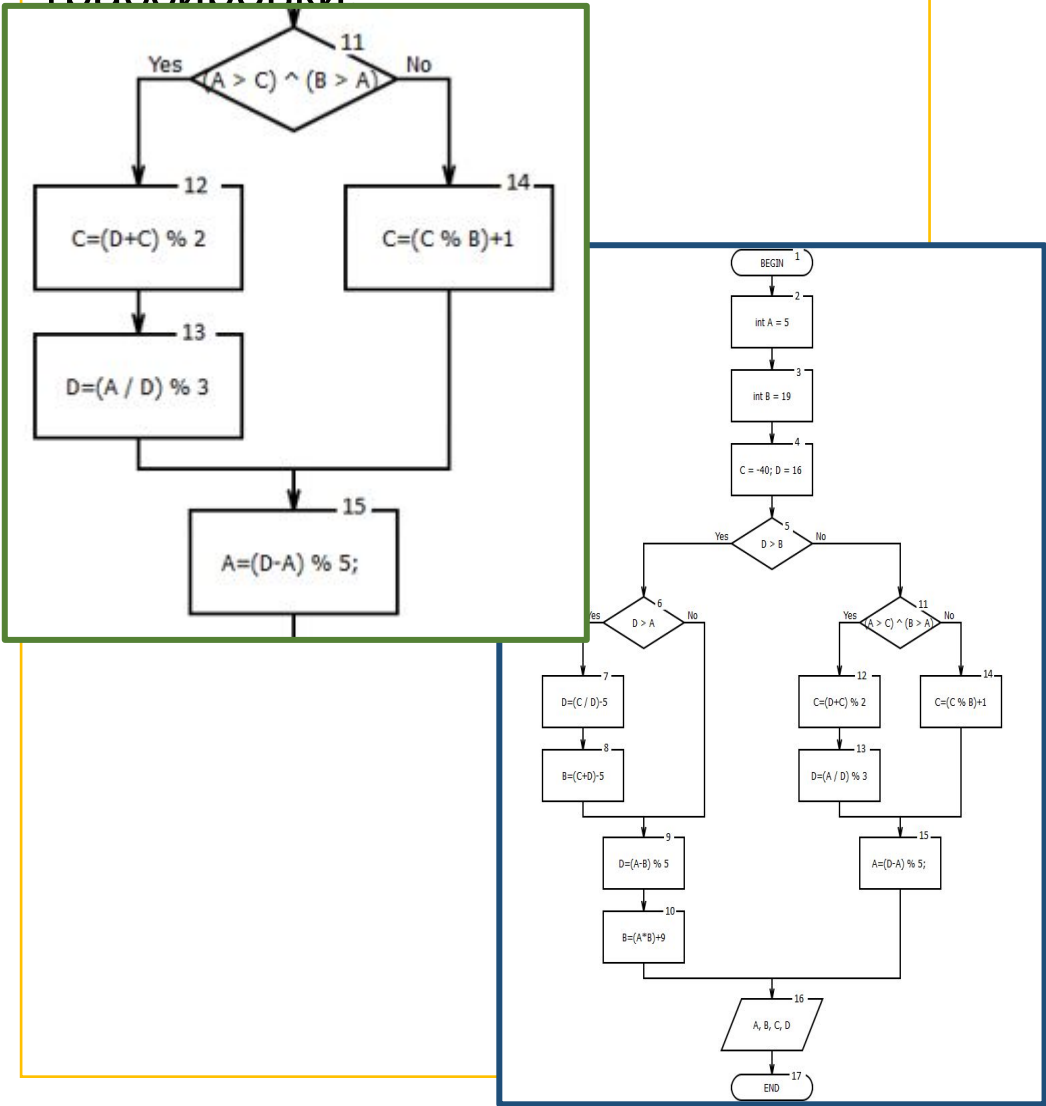 11
Yes
(A > C) ^ (B > A)
No
12
C=(D+C) % 2
14
C=(C % B)+1
13
D=(A / D) % 3
15
A=(D-A) % 5;
BEGIN
1
2
int A = 5
3
int B = 19
4
C = -40; D = 16
5
Yes
D > B
No
6
D > A
No
11
Yes
(A > C) ^ (B > A)
No
7
D=(C / D)-5
12
C=(D+C) % 2
14
C=(C % B)+1
8
B=(C+D)-5
13
D=(A / D) % 3
9
D=(A-B) % 5
15
A=(D-A) % 5;
10
B=(A*B)+9
16
A, B, C, D
17
END